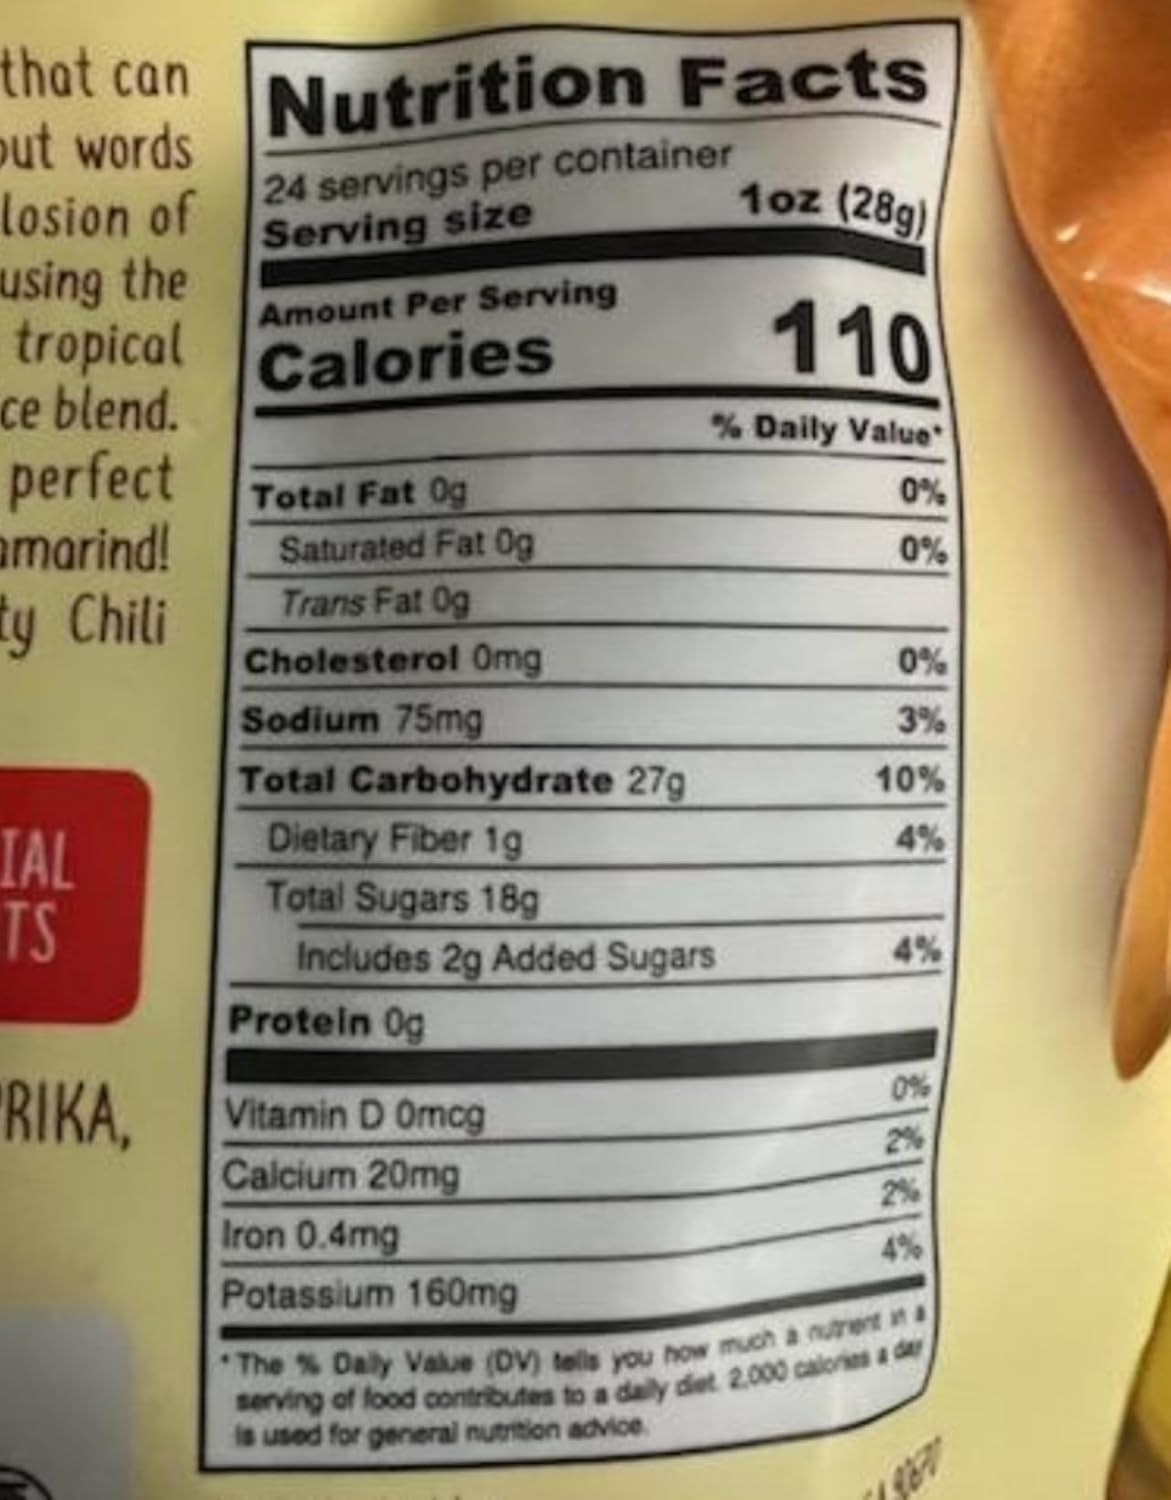 that can
out words
losion of
using the
tropical
ce blend.
perfect
amarind!
ty Chili
IAL
TS
PRIKA,
Nutrition Facts
24 servings per container
Serving size 1oz (28g)
Amount Per Serving
Calories 110
% Daily Value*
Total Fat 0g 0%
Saturated Fat 0g 0%
Trans Fat 0g
Cholesterol 0mg 0%
Sodium 75mg 3%
Total Carbohydrate 27g 10%
Dietary Fiber 1g 4%
Total Sugars 18g
Includes 2g Added Sugars 4%
Protein 0g
Vitamin D 0mcg 0%
Calcium 20mg 2%
Iron 0.4mg 2%
Potassium 160mg 4%
* The % Daily Value (DV) tells you how much a nutrient in a
serving of food contributes to a daily diet. 2,000 calories a day
is used for general nutrition advice.
90670